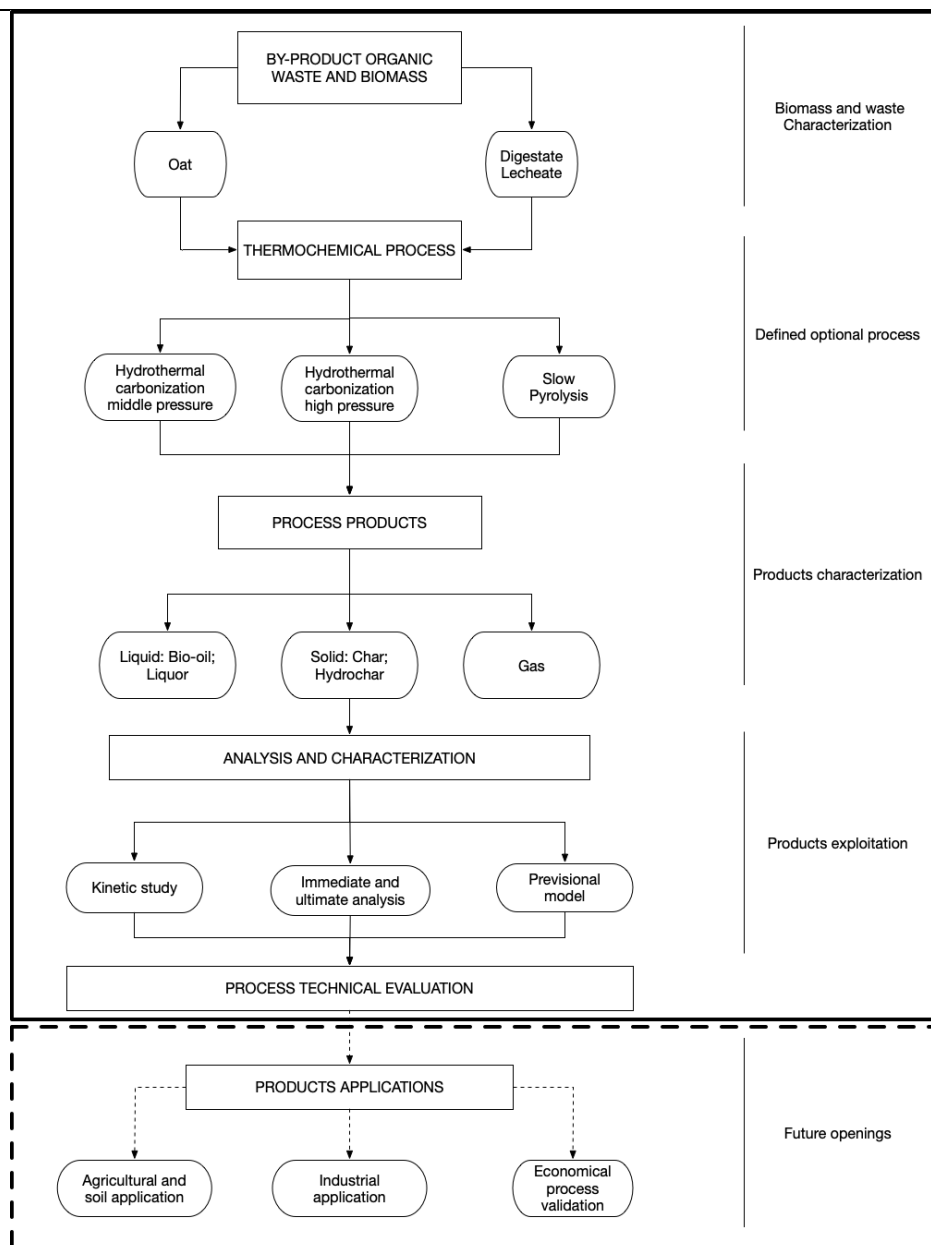 BY-PRODUCT ORGANIC
WASTE AND BIOMASS
Biomass and waste
Characterization
Oat
Digestate
Lecheate
THERMOCHEMICAL PROCESS
Defined optional process
Hydrothermal
carbonization
middle pressure
Hydrothermal
carbonization
high pressure
Slow
Pyrolysis
PROCESS PRODUCTS
Products characterization
Liquid: Bio-oil;
Liquor
Solid: Char;
Hydrochar
Gas
ANALYSIS AND CHARACTERIZATION
Products exploitation
Kinetic study
Immediate and
ultimate analysis
Previsional
model
PROCESS TECHNICAL EVALUATION
PRODUCTS APPLICATIONS
Future openings
Agricultural and
soil application
Industrial
application
Economical
process
validation